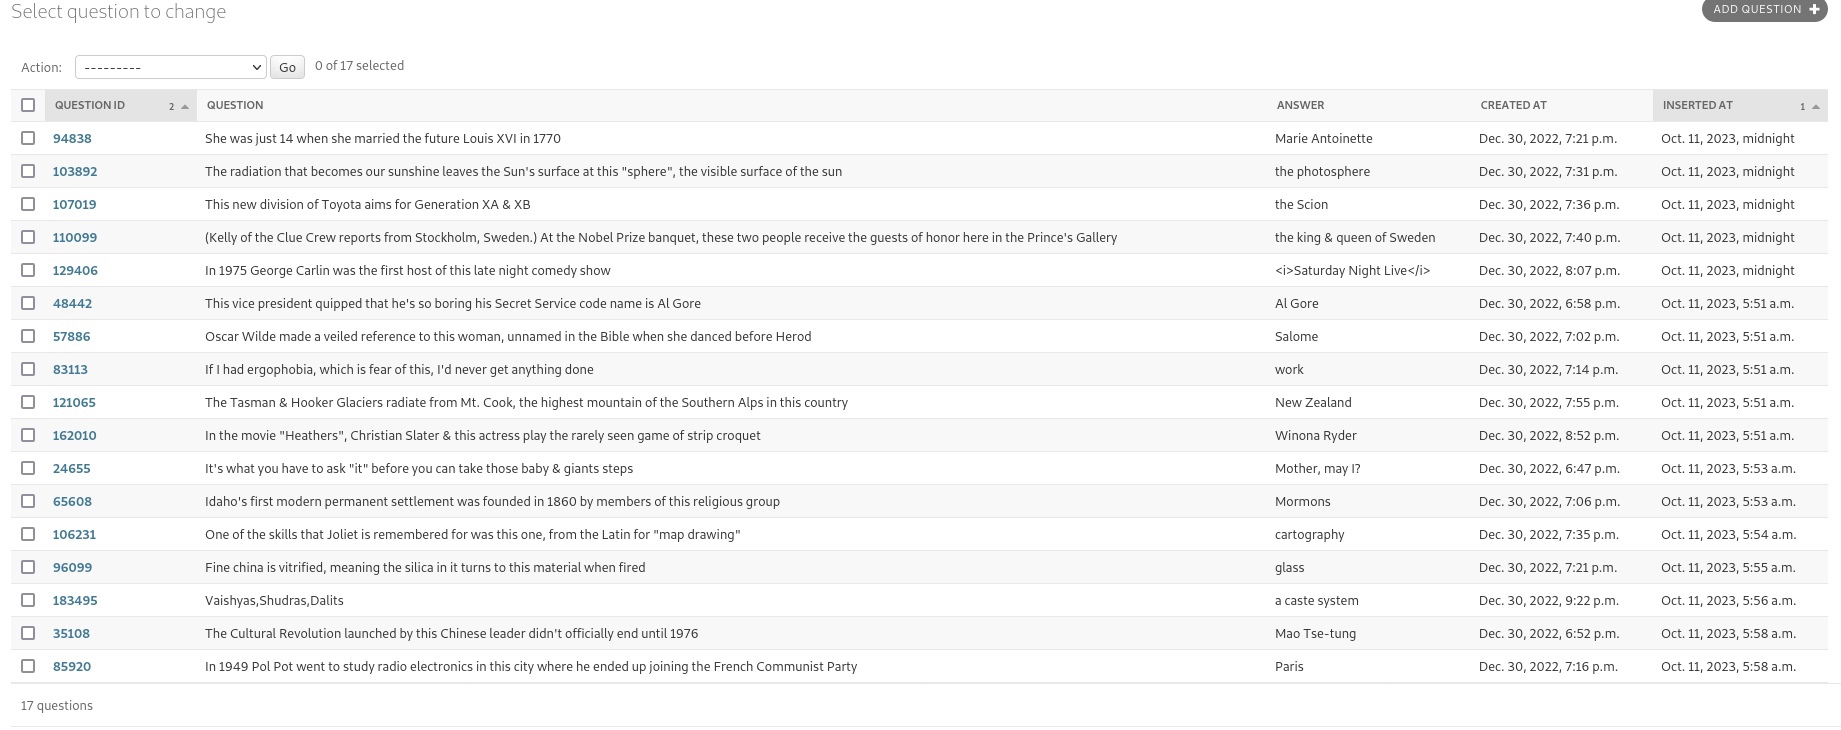 Select question to change
ADD QUESTION +
Action: --------- Go 0 of 17 selected
QUESTION ID 2 QUESTION ANSWER CREATED AT INSERTED AT 1
94838 She was just 14 when she married the future Louis XVI in 1770 Marie Antoinette Dec. 30, 2022, 7:21 p.m. Oct. 11, 2023, midnight
103892 The radiation that becomes our sunshine leaves the Sun's surface at this "sphere", the visible surface of the sun the photosphere Dec. 30, 2022, 7:31 p.m. Oct. 11, 2023, midnight
107019 This new division of Toyota aims for Generation XA & XB the Scion Dec. 30, 2022, 7:36 p.m. Oct. 11, 2023, midnight
110099 (Kelly of the Clue Crew reports from Stockholm, Sweden.) At the Nobel Prize banquet, these two people receive the guests of honor here in the Prince's Gallery the king & queen of Sweden Dec. 30, 2022, 7:40 p.m. Oct. 11, 2023, midnight
129406 In 1975 George Carlin was the first host of this late night comedy show <i>Saturday Night Live</i> Dec. 30, 2022, 8:07 p.m. Oct. 11, 2023, midnight
48442 This vice president quipped that he's so boring his Secret Service code name is Al Gore Al Gore Dec. 30, 2022, 6:58 p.m. Oct. 11, 2023, 5:51 a.m.
57886 Oscar Wilde made a veiled reference to this woman, unnamed in the Bible when she danced before Herod Salome Dec. 30, 2022, 7:02 p.m. Oct. 11, 2023, 5:51 a.m.
83113 If I had ergophobia, which is fear of this, I'd never get anything done work Dec. 30, 2022, 7:14 p.m. Oct. 11, 2023, 5:51 a.m.
121065 The Tasman & Hooker Glaciers radiate from Mt. Cook, the highest mountain of the Southern Alps in this country New Zealand Dec. 30, 2022, 7:55 p.m. Oct. 11, 2023, 5:51 a.m.
162010 In the movie "Heathers", Christian Slater & this actress play the rarely seen game of strip croquet Winona Ryder Dec. 30, 2022, 8:52 p.m. Oct. 11, 2023, 5:51 a.m.
24655 It's what you have to ask "it" before you can take those baby & giants steps Mother, may I? Dec. 30, 2022, 6:47 p.m. Oct. 11, 2023, 5:53 a.m.
65608 Idaho's first modern permanent settlement was founded in 1860 by members of this religious group Mormons Dec. 30, 2022, 7:06 p.m. Oct. 11, 2023, 5:53 a.m.
106231 One of the skills that Joliet is remembered for was this one, from the Latin for "map drawing" cartography Dec. 30, 2022, 7:35 p.m. Oct. 11, 2023, 5:54 a.m.
96099 Fine china is vitrified, meaning the silica in it turns to this material when fired glass Dec. 30, 2022, 7:21 p.m. Oct. 11, 2023, 5:55 a.m.
183495 Vaishyas,Shudras,Dalits a caste system Dec. 30, 2022, 9:22 p.m. Oct. 11, 2023, 5:56 a.m.
35108 The Cultural Revolution launched by this Chinese leader didn't officially end until 1976 Mao Tse-tung Dec. 30, 2022, 6:52 p.m. Oct. 11, 2023, 5:58 a.m.
85920 In 1949 Pol Pot went to study radio electronics in this city where he ended up joining the French Communist Party Paris Dec. 30, 2022, 7:16 p.m. Oct. 11, 2023, 5:58 a.m.
17 questions